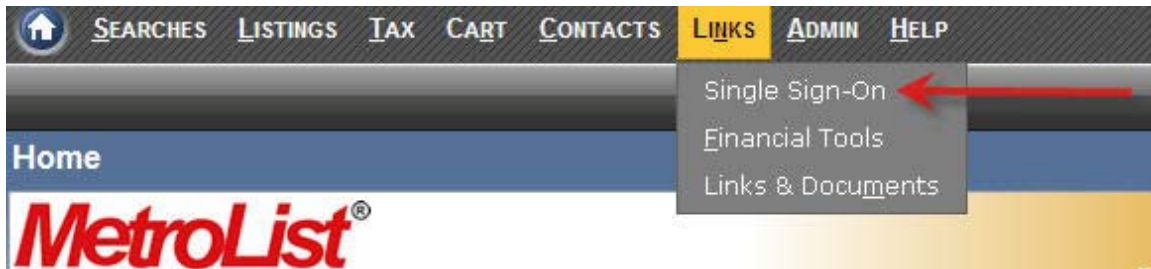 SEARCHES LISTINGS TAX CART CONTACTS LINKS ADMIN HELP
Single Sign-On
Financial Tools
Links & Documents
Home
MetroList®